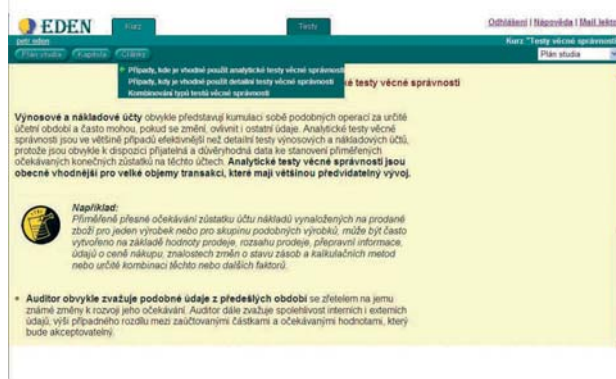 EDEN
Kurz
Testy
Odhlášení | Nápověda | Mail lekto
petr eden
Kurz "Testy věcné správnosti
Plán studia
Kapitola
Články
Plán studia
Případy, kde je vhodné použít analytické testy věcné správnosti
Případy, kdy je vhodné použít detailní testy věcné správnosti
Kombinování typů testů věcné správnosti
é testy věcné správnosti
Výnosové a nákladové účty obvykle představují kumulaci sobě podobných operací za určité
účetní období a často mohou, pokud se změní, ovlivnit i ostatní údaje. Analytické testy věcné
správnosti jsou ve většině případů efektivnější než detailní testy výnosových a nákladových účtů,
protože jsou obvykle k dispozici přijatelná a důvěryhodná data ke stanovení přiměřených
očekávaných konečných zůstatků na těchto účtech. Analytické testy věcné správnosti jsou
obecně vhodnější pro velké objemy transakcí, které mají většinou předvídatelný vývoj.
Například:
Přiměřeně přesné očekávání zůstatku účtu nákladů vynaložených na prodané
zboží pro jeden výrobek nebo pro skupinu podobných výrobků, může být často
vytvořeno na základě hodnoty prodeje, rozsahu prodeje, přepravní informace,
údajů o ceně nákupu, znalostech změn o stavu zásob a kalkulačních metod
nebo určité kombinaci těchto nebo dalších faktorů.
• Auditor obvykle zvažuje podobné údaje z předešlých období se zřetelem na jemu
známé změny k rozvoji jeho očekávání. Auditor dále zvažuje spolehlivost interních i externích
údajů, výši případného rozdílu mezi zaúčtovanými částkami a očekávanými hodnotami, který
bude akceptovatelný.